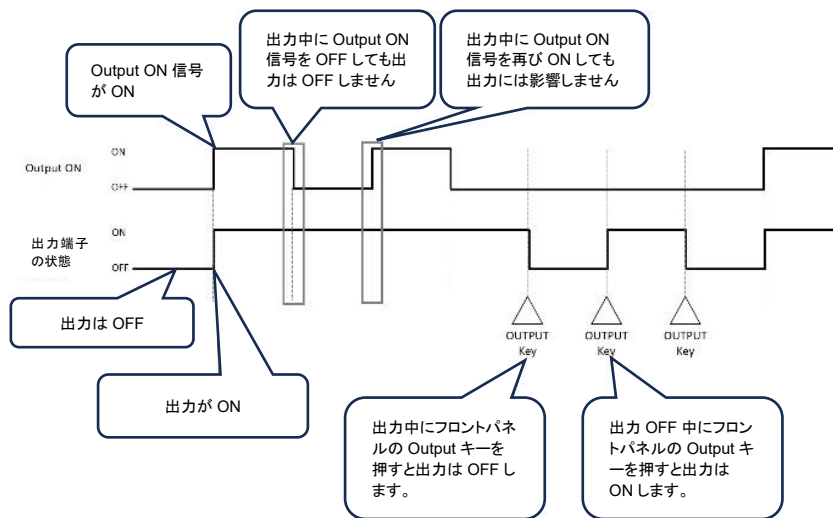 Output ON 信号
が ON
出力中に Output ON
信号を OFF しても出
力は OFF しません
出力中に Output ON
信号を再び ON しても
出力には影響しません
ON
Output ON
OFF
ON
出力端子
の状態
OFF
出力は OFF
出力が ON
OUTPUT
Key
OUTPUT
Key
OUTPUT
Key
出力中にフロントパネ
ルの Output キーを
押すと出力は OFF し
ます。
出力 OFF 中にフロン
トパネルの Output キ
ーを押すと出力は
ON します。